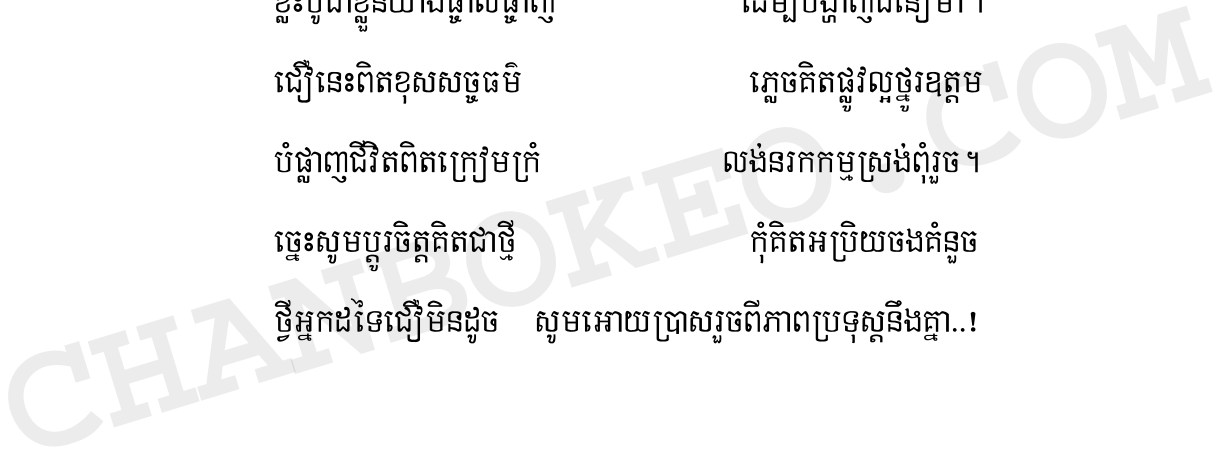 ជឿនេះពិតខុសសច្ចធម៌ ភ្លេចគិតផ្លូវល្អថ្នូរឧត្តម
បំផ្លាញជីវិតពិតក្រៀមក្រំ លង់នរកកម្មស្រង់ពុំរួច។
ច្នេះសូមប្តូរចិត្តគិតជាថ្មី កុំគិតអប្រិយចងគំនួច
ថ្វីអ្នកដទៃជឿមិនដូច សូមអោយប្រាសរួចពីភាពប្រទុស្តនឹងគ្នា..!
CHANBOKEO.COM